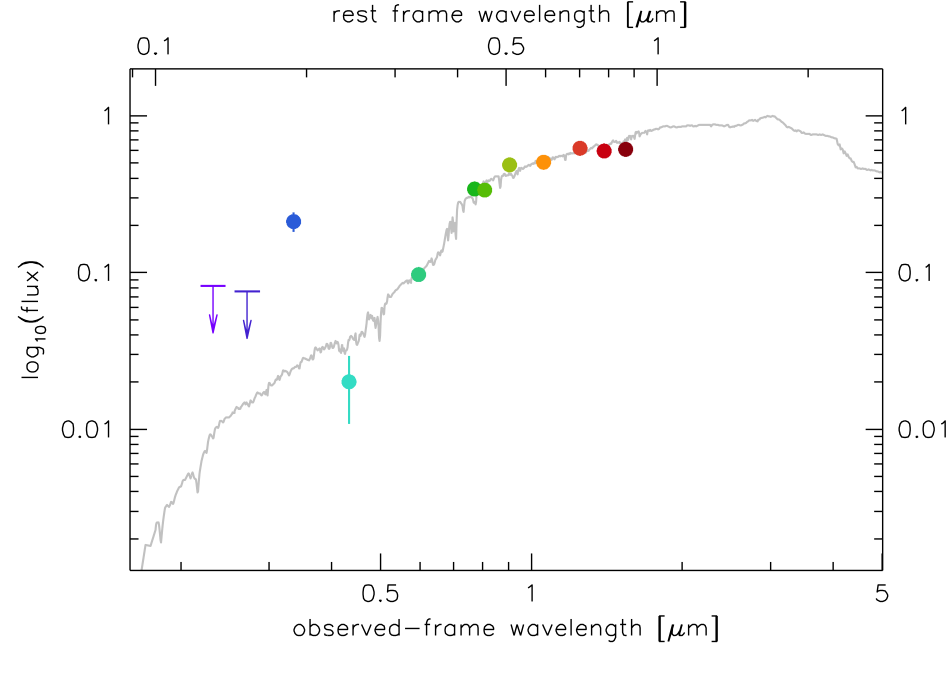 rest frame wavelength [μm]
0.1 0.5 1
1 1
0.1 0.1
0.01 0.01
log₁₀(flux)
0.5 1 5
observed−frame wavelength [μm]